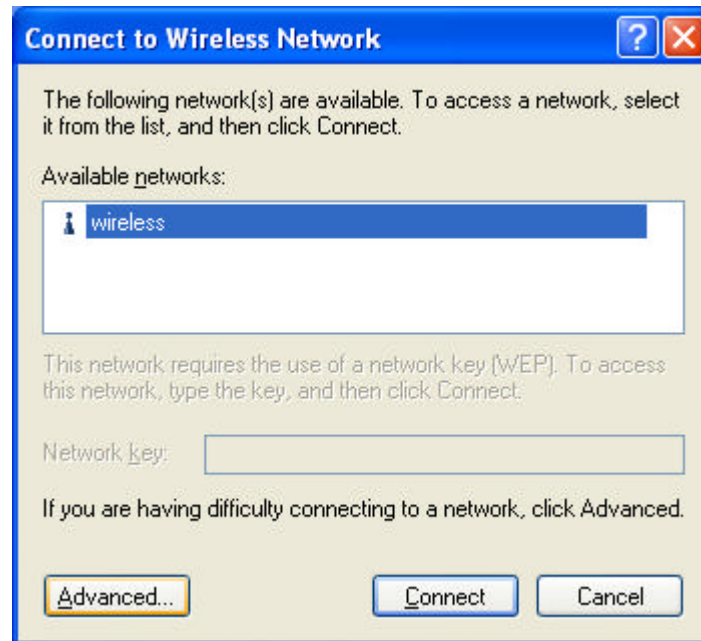 Connect to Wireless Network
?
The following network(s) are available. To access a network, select
it from the list, and then click Connect.
Available networks:
wireless
This network requires the use of a network key (WEP). To access
this network, type the key, and then click Connect.
Network key:
If you are having difficulty connecting to a network, click Advanced.
Advanced... Connect Cancel